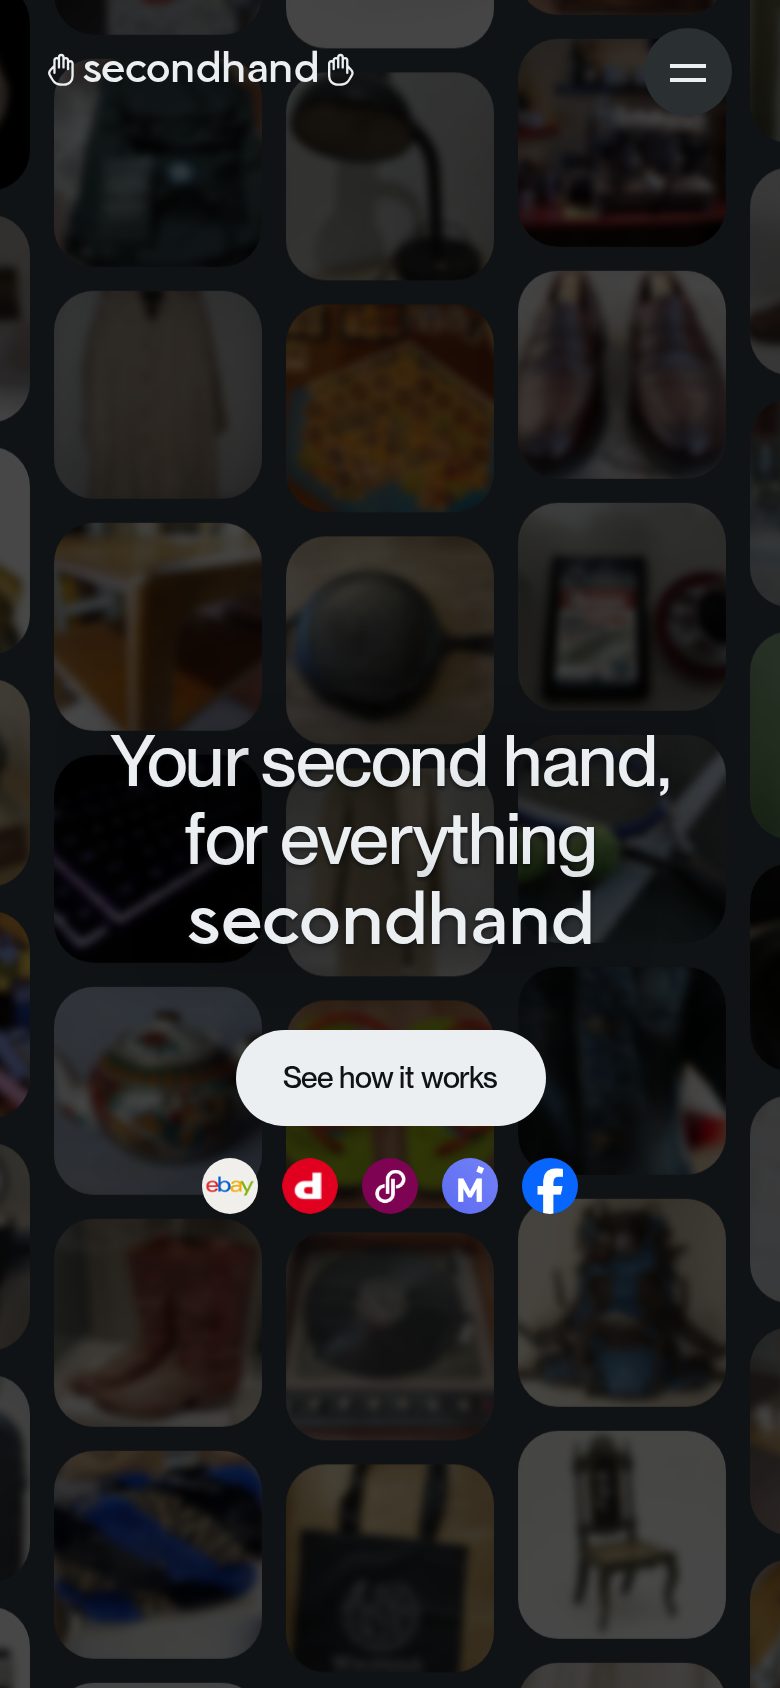 secondhand
Your second hand,
for everything
secondhand
See how it works
ebay